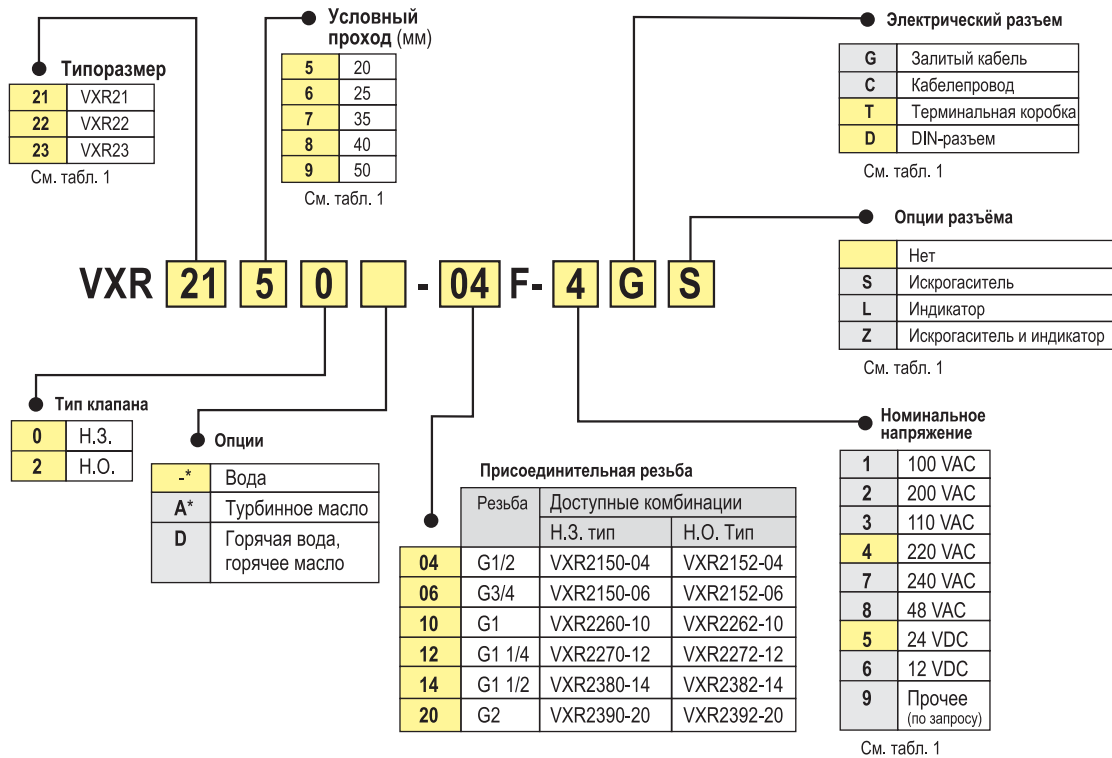 Типоразмер
21 VXR21
22 VXR22
23 VXR23
См. табл. 1
Условный
проход (мм)
5 20
6 25
7 35
8 40
9 50
См. табл. 1
Электрический разъем
G Залитый кабель
C Кабелепровод
T Терминальная коробка
D DIN-разъем
См. табл. 1
Опции разъёма
Нет
S Искрогаситель
L Индикатор
Z Искрогаситель и индикатор
См. табл. 1
VXR 21 5 0 - 04 F- 4 G S
Тип клапана
0 Н.З.
2 Н.О.
Опции
-* Вода
A* Турбинное масло
D Горячая вода,
горячее масло
Присоединительная резьба
Резьба Доступные комбинации
Н.З. тип Н.О. Тип
04 G1/2 VXR2150-04 VXR2152-04
06 G3/4 VXR2150-06 VXR2152-06
10 G1 VXR2260-10 VXR2262-10
12 G1 1/4 VXR2270-12 VXR2272-12
14 G1 1/2 VXR2380-14 VXR2382-14
20 G2 VXR2390-20 VXR2392-20
Номинальное
напряжение
1 100 VAC
2 200 VAC
3 110 VAC
4 220 VAC
7 240 VAC
8 48 VAC
5 24 VDC
6 12 VDC
9 Прочее
(по запросу)
См. табл. 1